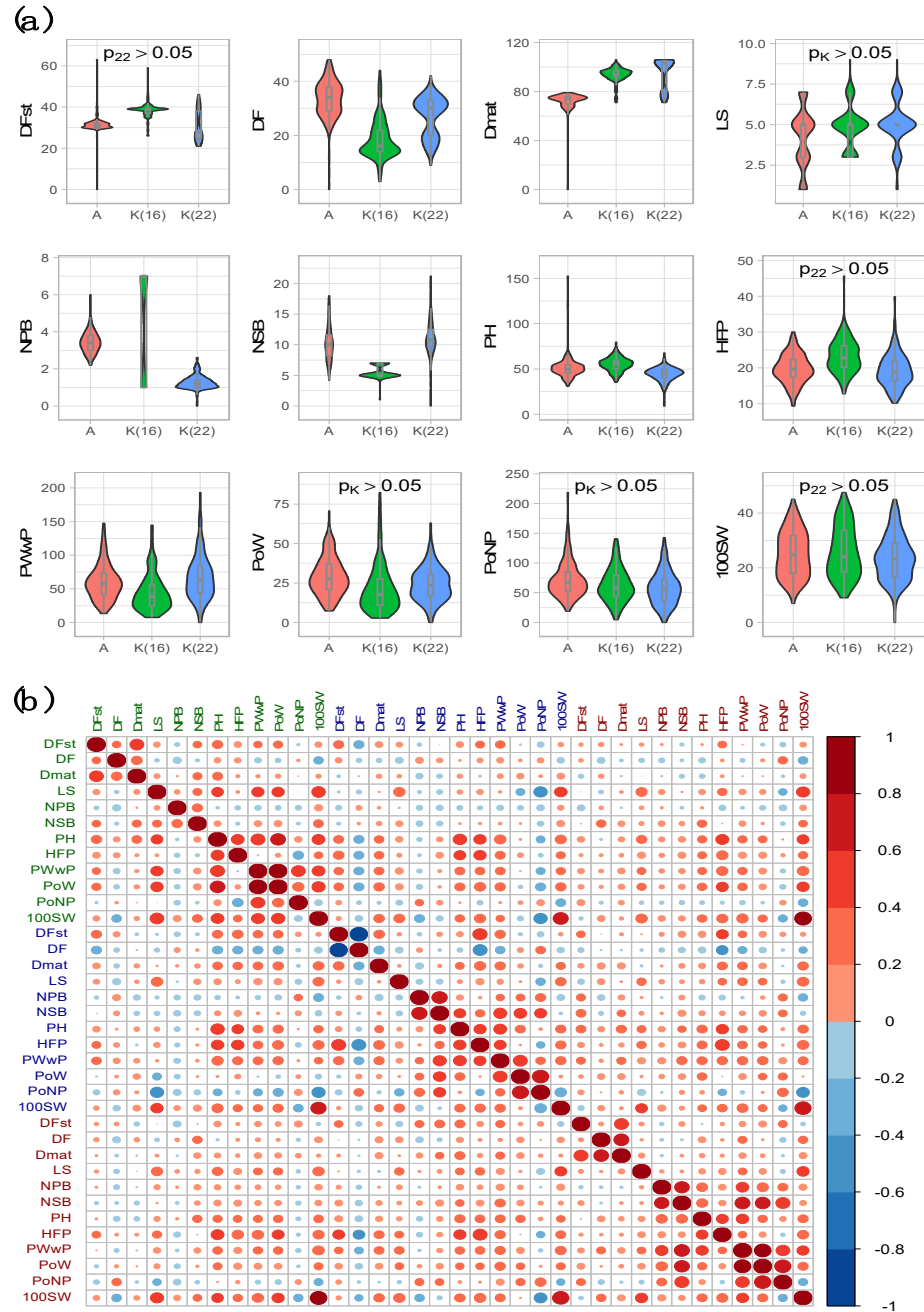 (a)
p22 > 0.05
DFst
60
40
20
0
A K(16) K(22)
DF
40
20
0
A K(16) K(22)
Dmat
120
80
40
0
A K(16) K(22)
pK > 0.05
LS
10.0
7.5
5.0
2.5
A K(16) K(22)
NPB
8
6
4
2
0
A K(16) K(22)
NSB
20
15
10
5
0
A K(16) K(22)
PH
150
100
50
0
A K(16) K(22)
p22 > 0.05
HFP
50
40
30
20
10
A K(16) K(22)
PWwP
200
150
100
50
0
A K(16) K(22)
pK > 0.05
PoW
75
50
25
0
A K(16) K(22)
pK > 0.05
PoNP
250
200
150
100
50
0
A K(16) K(22)
p22 > 0.05
100SW
40
20
0
A K(16) K(22)
(b)
DFst DF Dmat LS NPB NSB PH HFP PWwP PoW PoNP 100SW DFst DF Dmat LS NPB NSB PH HFP PWwP PoW PoNP 100SW DFst DF Dmat LS NPB NSB PH HFP PWwP PoW PoNP 100SW
DFst
DF
Dmat
LS
NPB
NSB
PH
HFP
PWwP
PoW
PoNP
100SW
DFst
DF
Dmat
LS
NPB
NSB
PH
HFP
PWwP
PoW
PoNP
100SW
DFst
DF
Dmat
LS
NPB
NSB
PH
HFP
PWwP
PoW
PoNP
100SW
1
0.8
0.6
0.4
0.2
0
-0.2
-0.4
-0.6
-0.8
-1